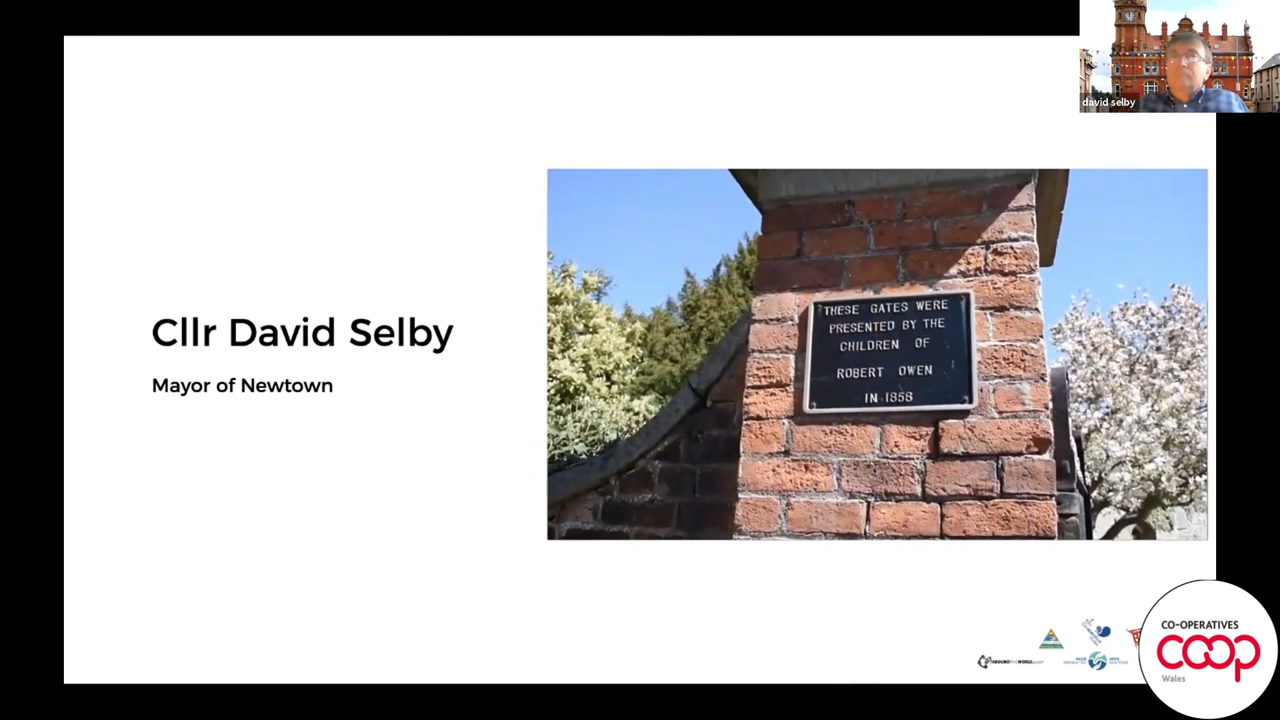 david selby
Cllr David Selby
Mayor of Newtown
THESE GATES WERE
PRESENTED BY THE
CHILDREN OF
ROBERT OWEN
IN 1858
CO-OPERATIVES
COOP
Wales